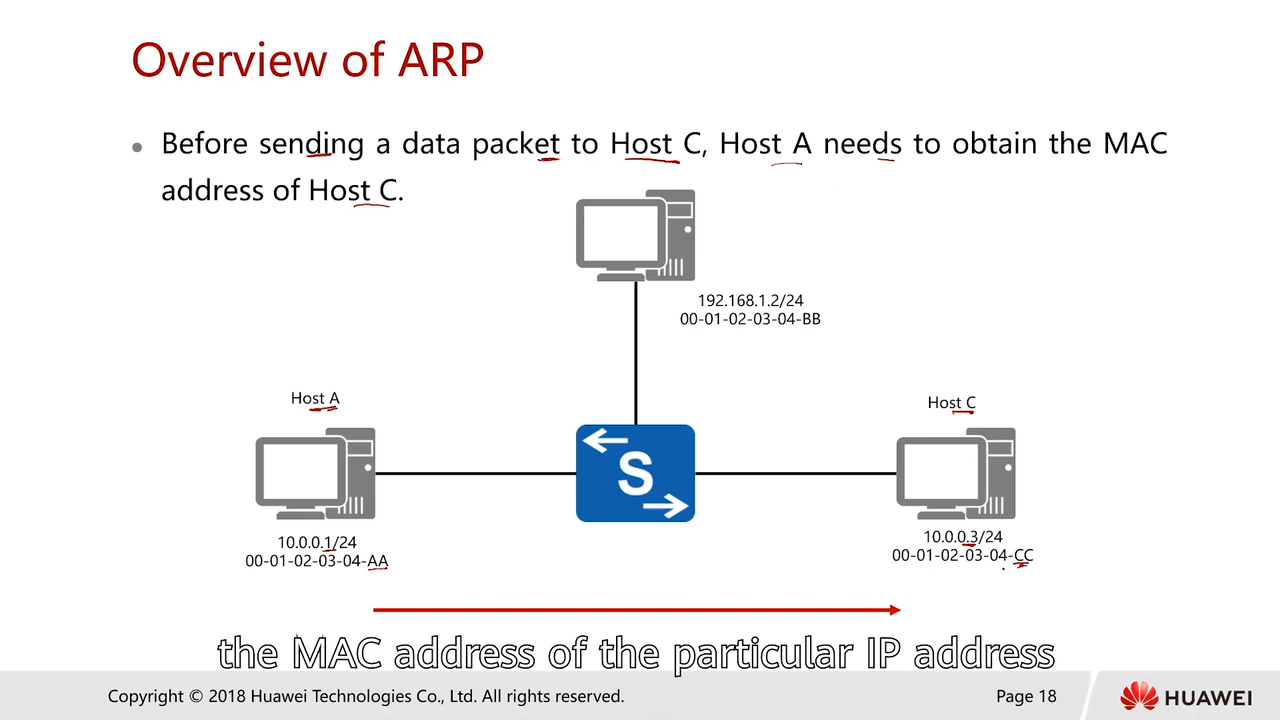 Overview of ARP
• Before sending a data packet to Host C, Host A needs to obtain the MAC
address of Host C.
192.168.1.2/24
00-01-02-03-04-BB
Host A
Host C
S
10.0.0.1/24
00-01-02-03-04-AA
10.0.0.3/24
00-01-02-03-04-CC
the MAC address of the particular IP address
Copyright © 2018 Huawei Technologies Co., Ltd. All rights reserved.
Page 18
HUAWEI